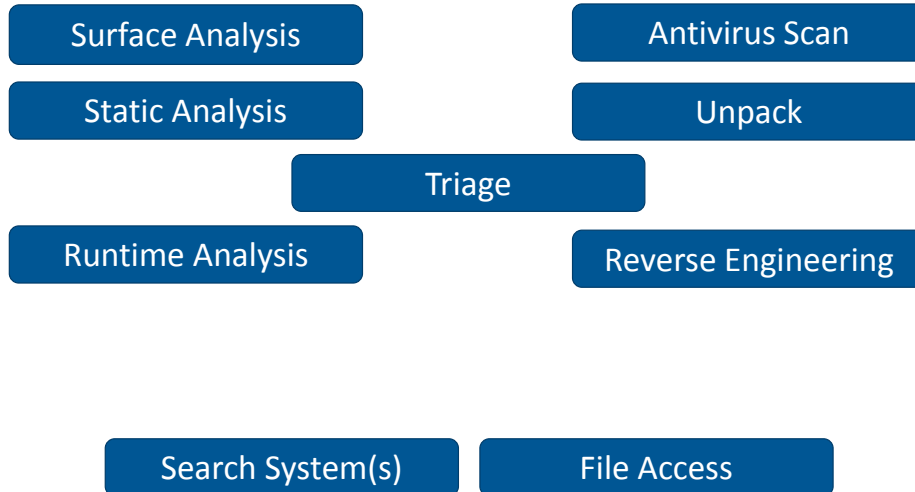 Surface Analysis
Antivirus Scan
Static Analysis
Unpack
Triage
Runtime Analysis
Reverse Engineering
Search System(s)
File Access